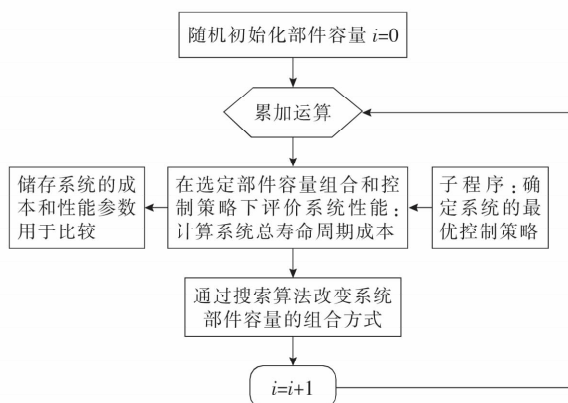 随机初始化部件容量 i=0
累加运算
储存系统的成
本和性能参数
用于比较
在选定部件容量组合和控
制策略下评价系统性能：
计算系统总寿命周期成本
子程序：确
定系统的最
优控制策略
通过搜索算法改变系统
部件容量的组合方式
i=i+1